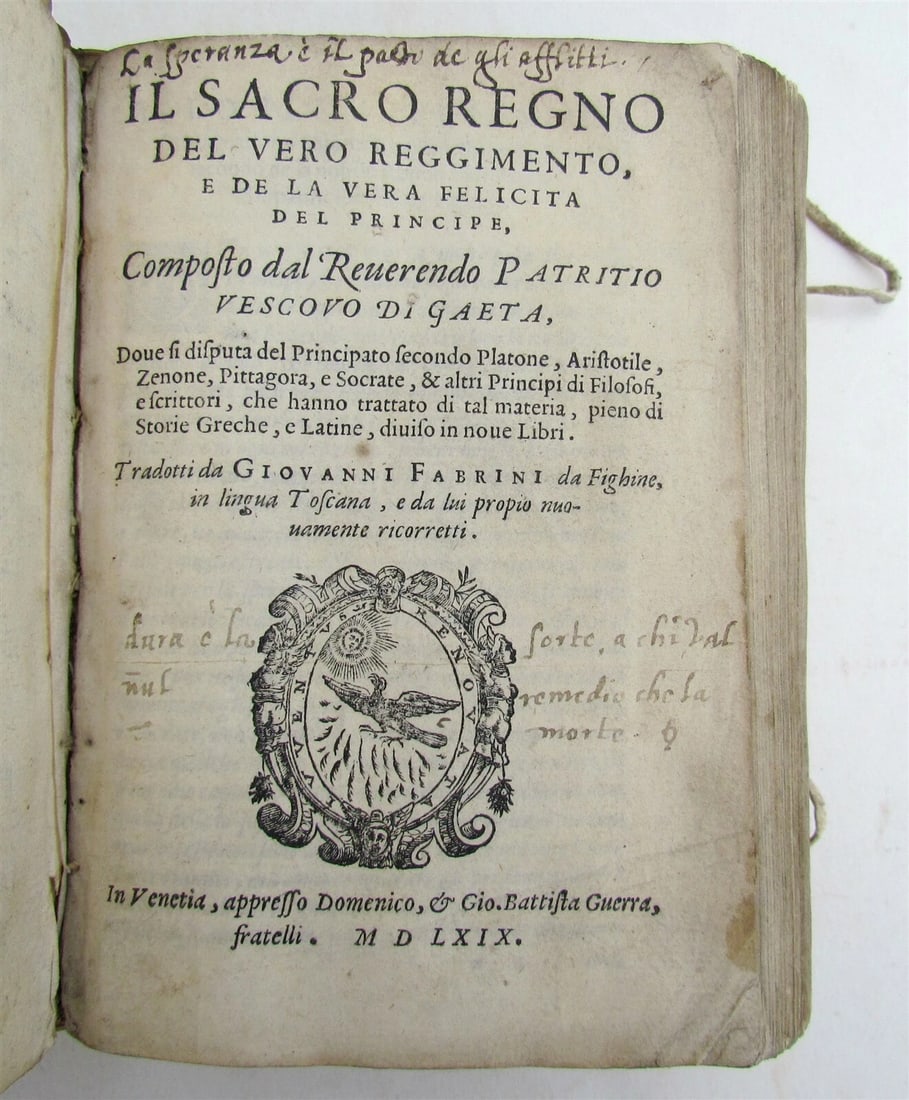 La speranza è il pasto de gli afflitti.
IL SACRO REGNO
DEL VERO REGGIMENTO,
E DE LA VERA FELICITA
DEL PRINCIPE,
Compoſto dal Reuerendo PATRITIO
VESCOVO DI GAETA,
Doue ſi diſputa del Principato ſecondo Platone, Ariſtotile,
Zenone, Pittagora, e Socrate, & altri Principi di Filoſofi,
e ſcrittori, che hanno trattato di tal materia, pieno di
Storie Greche, e Latine, diuiſo in noue Libri.
Tradotti da GIOVANNI FABRINI da Fighine,
in lingua Toſcana, e da lui propio nuo-
uamente ricorretti.
IVVENTVS RENOVATA
dura è la sorte, a chi val
nul remedio che la
morte.
In Venetia, appreſſo Domenico, & Gio. Battiſta Guerra,
fratelli. M D LXIX.